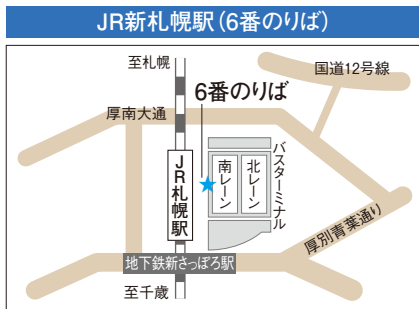 JR新札幌駅（6番のりば）
至札幌
国道12号線
6番のりば
厚南大通
バスターミナル
JR札幌駅
南レーン
北レーン
厚別青葉通り
地下鉄新さっぽろ駅
至千歳